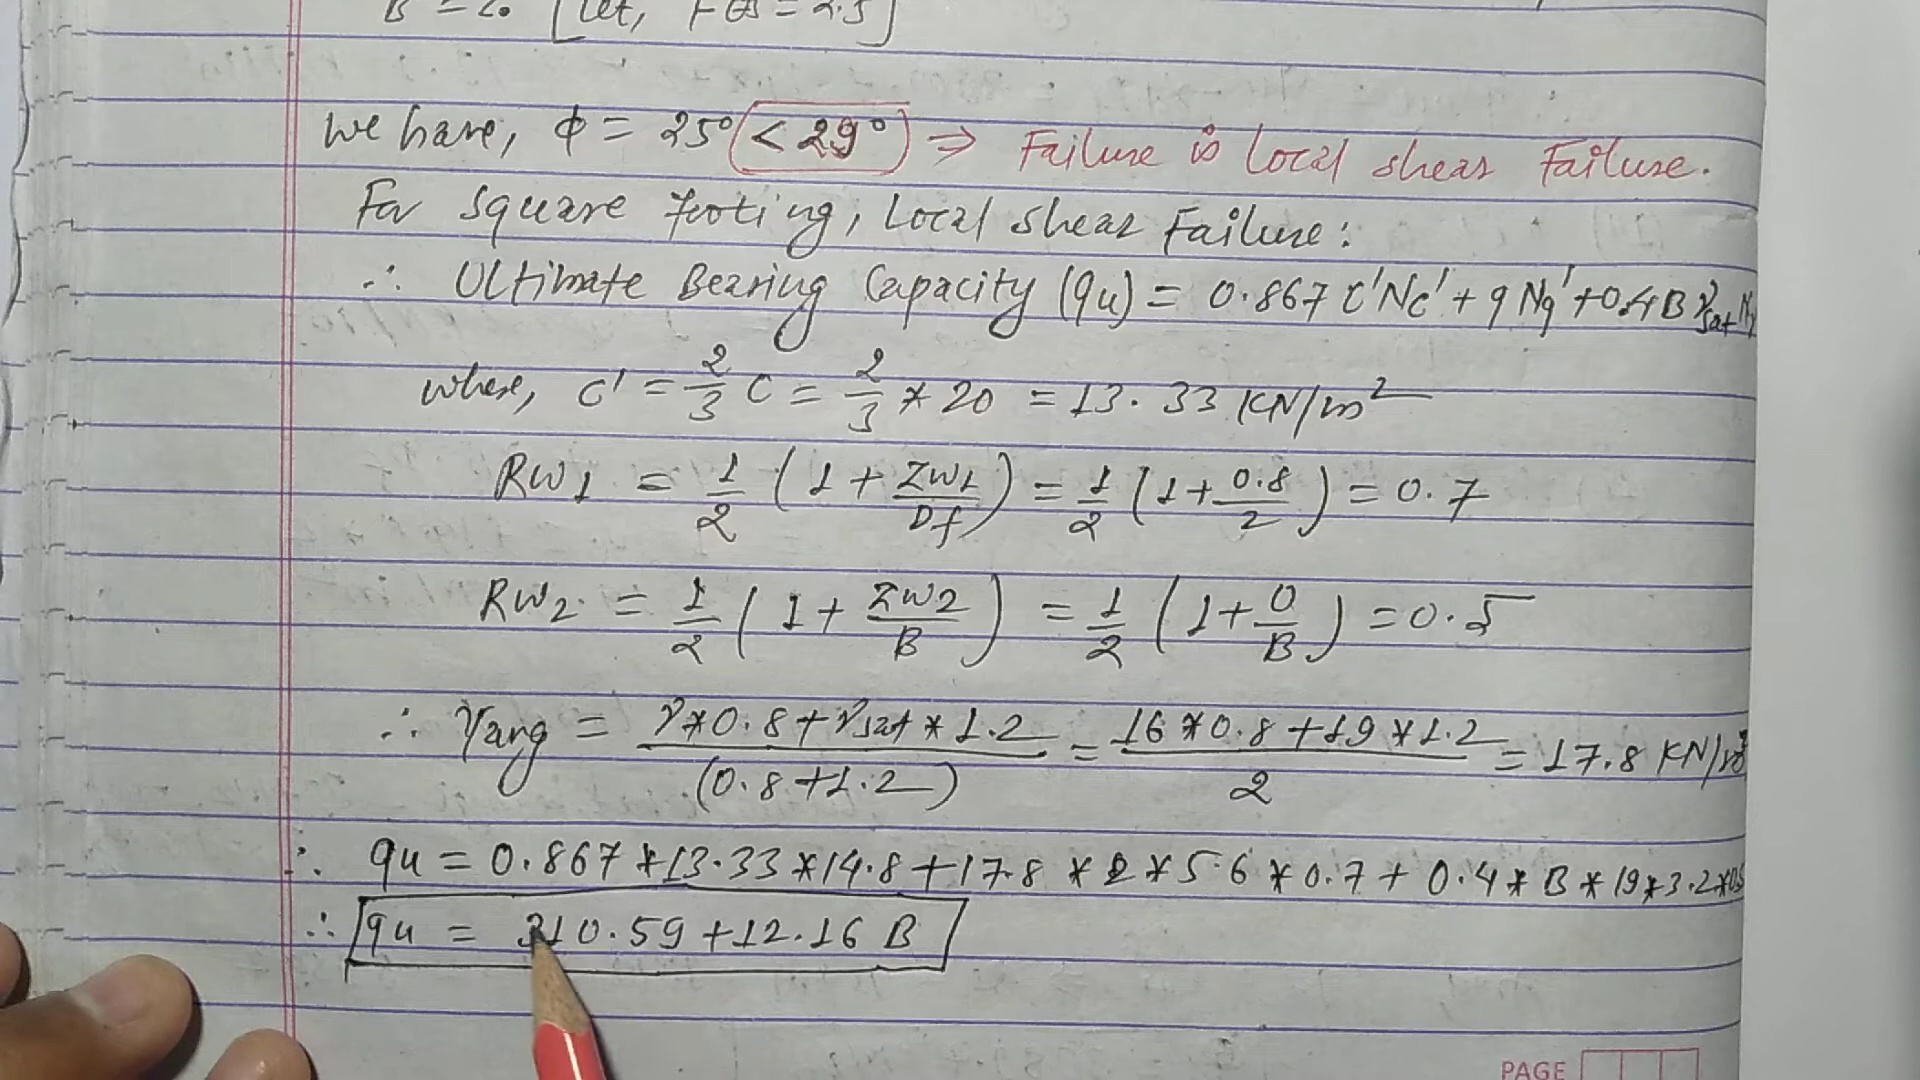 B = ? [Let, FOS = 2.5]
We have, φ = 25° < 29° ⇒ Failure is Local shear Failure.
For square footing, Local shear Failure:
∴ Ultimate Bearing Capacity (qu) = 0.867 C'Nc' + q Nq' + 0.4 B γsat Nγ
where, C' = 2/3 C = 2/3 * 20 = 13.33 KN/m²
RW1 = 1/2 (1 + ZW1/Df) = 1/2 (1 + 0.8/2) = 0.7
RW2 = 1/2 (1 + ZW2/B) = 1/2 (1 + 0/B) = 0.5
∴ γavg = γ*0.8 + γsat * 1.2 / (0.8+1.2) = 16*0.8 + 19*1.2 / 2 = 17.8 KN/m³
∴ qu = 0.867*13.33*14.8 + 17.8 * 2 * 5.6 * 0.7 + 0.4 * B * 19 * 3.2 * 0.5
∴ qu = 310.59 + 12.16 B
PAGE